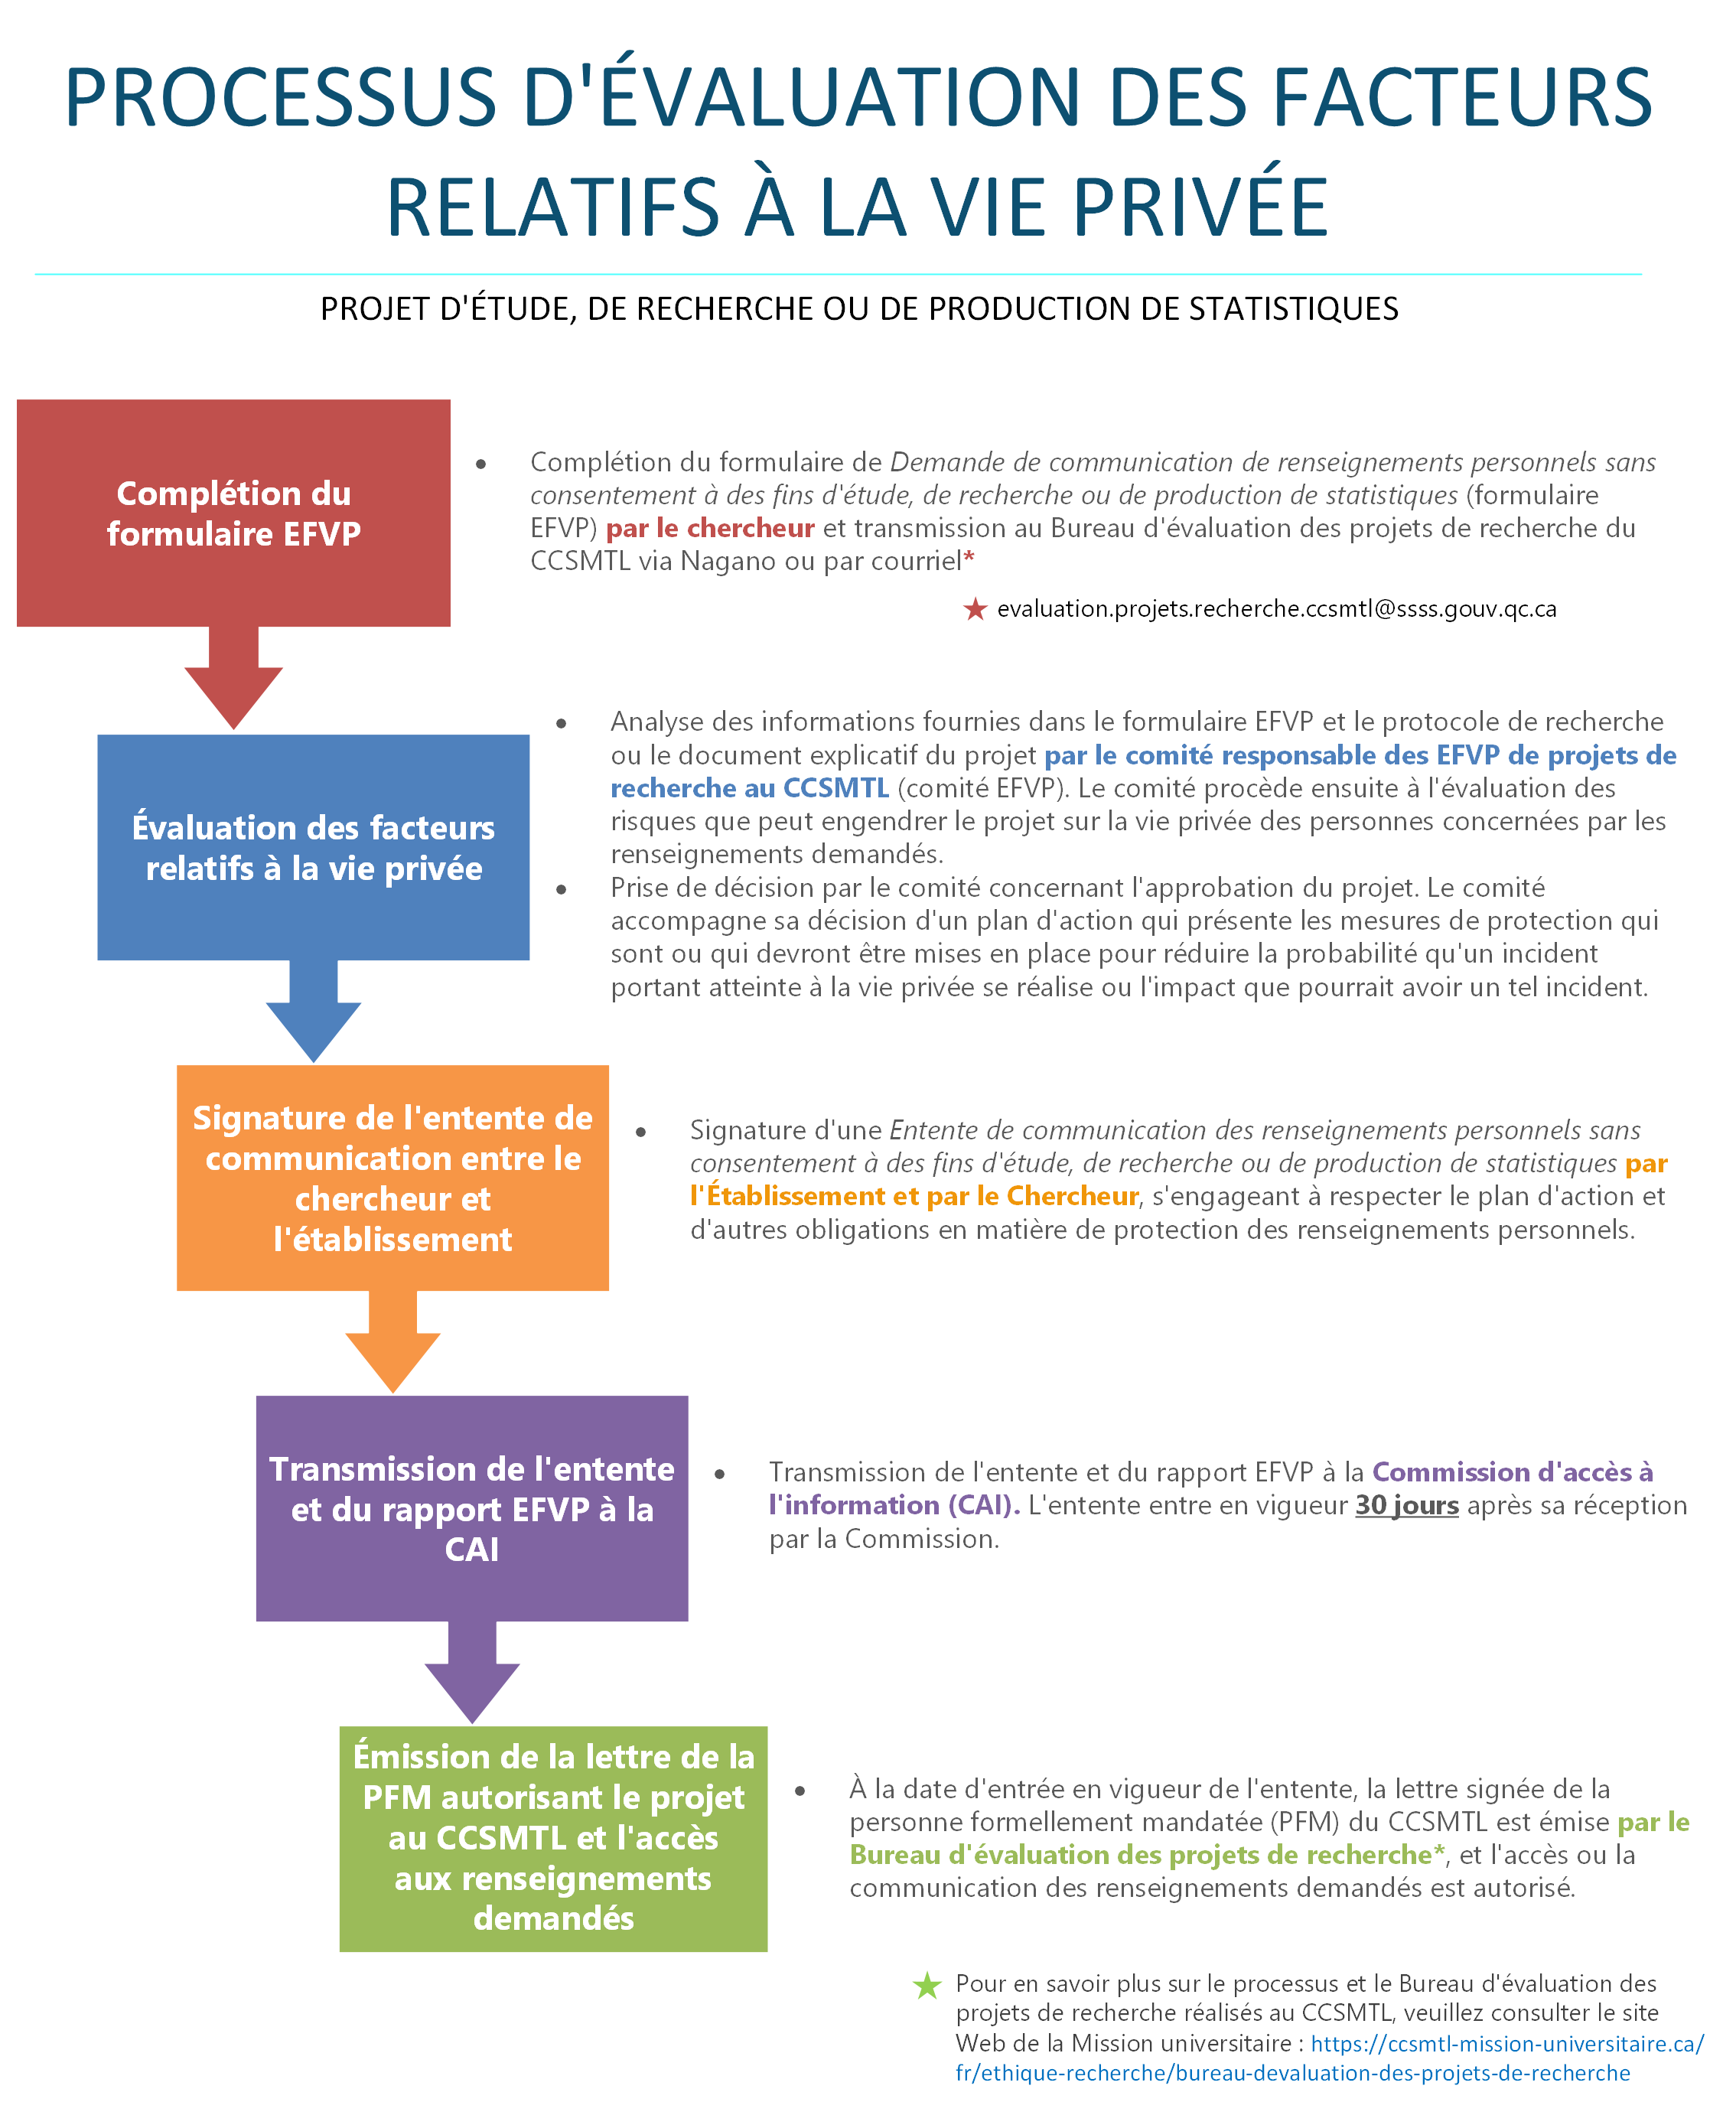 PROCESSUS D'ÉVALUATION DES FACTEURS
RELATIFS À LA VIE PRIVÉE
PROJET D'ÉTUDE, DE RECHERCHE OU DE PRODUCTION DE STATISTIQUES
Complétion du
formulaire EFVP
• Complétion du formulaire de Demande de communication de renseignements personnels sans
consentement à des fins d'étude, de recherche ou de production de statistiques (formulaire
EFVP) par le chercheur et transmission au Bureau d'évaluation des projets de recherche du
CCSMTL via Nagano ou par courriel*
★ evaluation.projets.recherche.ccsmtl@ssss.gouv.qc.ca
Évaluation des facteurs
relatifs à la vie privée
• Analyse des informations fournies dans le formulaire EFVP et le protocole de recherche
ou le document explicatif du projet par le comité responsable des EFVP de projets de
recherche au CCSMTL (comité EFVP). Le comité procède ensuite à l'évaluation des
risques que peut engendrer le projet sur la vie privée des personnes concernées par les
renseignements demandés.
• Prise de décision par le comité concernant l'approbation du projet. Le comité
accompagne sa décision d'un plan d'action qui présente les mesures de protection qui
sont ou qui devront être mises en place pour réduire la probabilité qu'un incident
portant atteinte à la vie privée se réalise ou l'impact que pourrait avoir un tel incident.
Signature de l'entente de
communication entre le
chercheur et
l'établissement
• Signature d'une Entente de communication des renseignements personnels sans
consentement à des fins d'étude, de recherche ou de production de statistiques par
l'Établissement et par le Chercheur, s'engageant à respecter le plan d'action et
d'autres obligations en matière de protection des renseignements personnels.
Transmission de l'entente
et du rapport EFVP à la
CAI
• Transmission de l'entente et du rapport EFVP à la Commission d'accès à
l'information (CAI). L'entente entre en vigueur 30 jours après sa réception
par la Commission.
Émission de la lettre de la
PFM autorisant le projet
au CCSMTL et l'accès
aux renseignements
demandés
• À la date d'entrée en vigueur de l'entente, la lettre signée de la
personne formellement mandatée (PFM) du CCSMTL est émise par le
Bureau d'évaluation des projets de recherche*, et l'accès ou la
communication des renseignements demandés est autorisé.
★ Pour en savoir plus sur le processus et le Bureau d'évaluation des
projets de recherche réalisés au CCSMTL, veuillez consulter le site
Web de la Mission universitaire : https://ccsmtl-mission-universitaire.ca/
fr/ethique-recherche/bureau-devaluation-des-projets-de-recherche